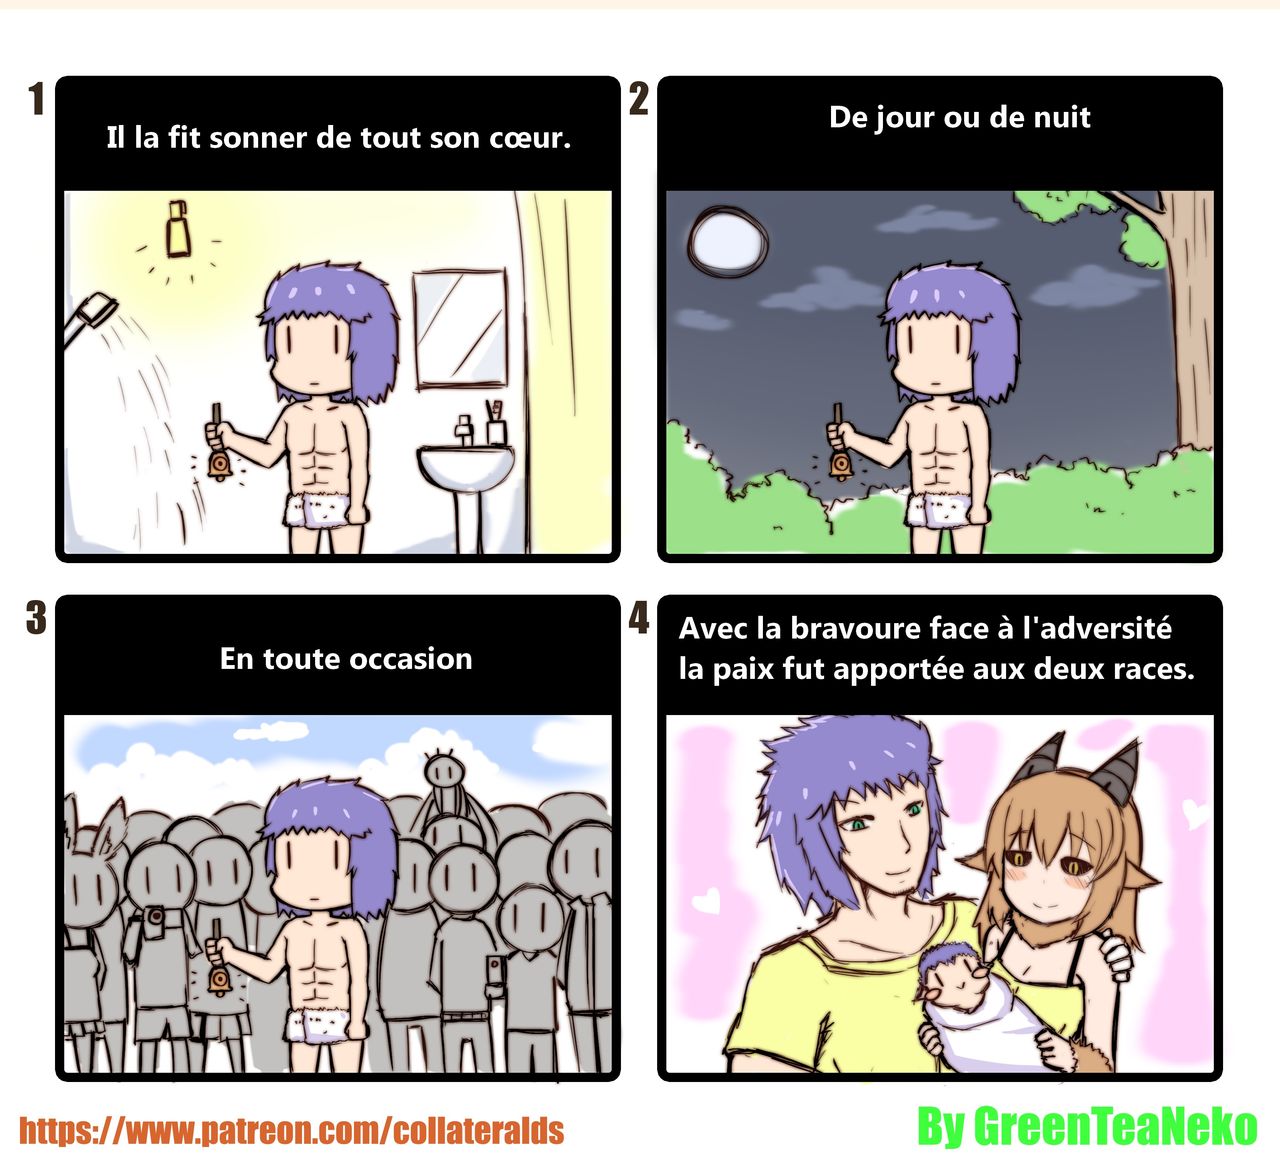 1
Il la fit sonner de tout son cœur.
2
De jour ou de nuit
3
En toute occasion
4
Avec la bravoure face à l'adversité
la paix fut apportée aux deux races.
https://www.patreon.com/collateralds
By GreenTeaNeko